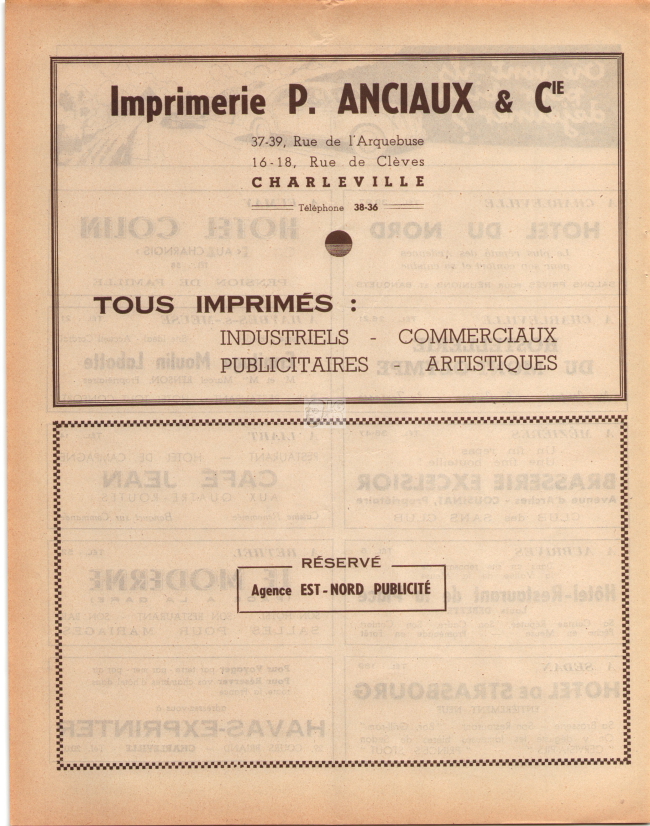 Imprimerie P. ANCIAUX & CIE
37-39, Rue de l'Arquebuse
16-18, Rue de Clèves
CHARLEVILLE
Téléphone 38-36
TOUS IMPRIMÉS :
INDUSTRIELS - COMMERCIAUX
PUBLICITAIRES - ARTISTIQUES
RÉSERVÉ
Agence EST-NORD PUBLICITÉ